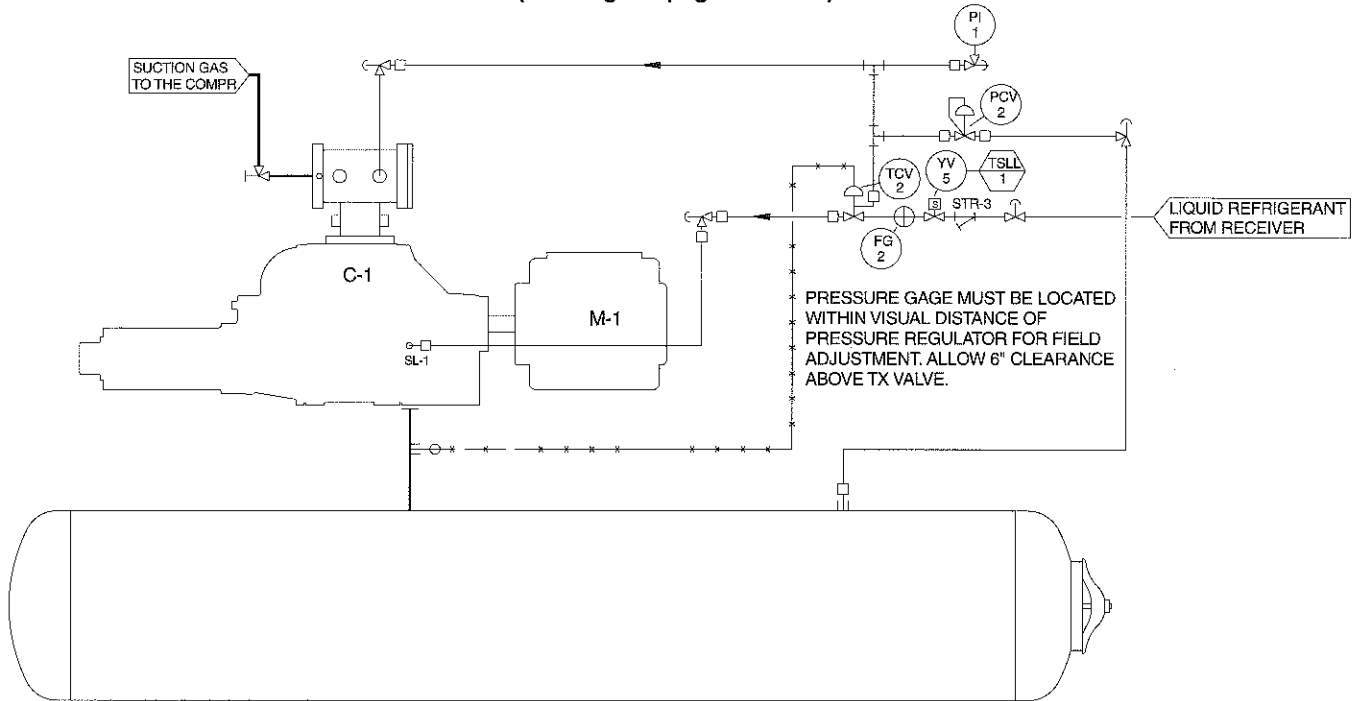 PI
1
SUCTION GAS
TO THE COMPR.
PCV
2
TCV
2
YV
5
TSLL
1
S
STR-3
LIQUID REFRIGERANT
FROM RECEIVER
FG
2
C-1
M-1
SL-1
PRESSURE GAGE MUST BE LOCATED
WITHIN VISUAL DISTANCE OF
PRESSURE REGULATOR FOR FIELD
ADJUSTMENT. ALLOW 6" CLEARANCE
ABOVE TX VALVE.